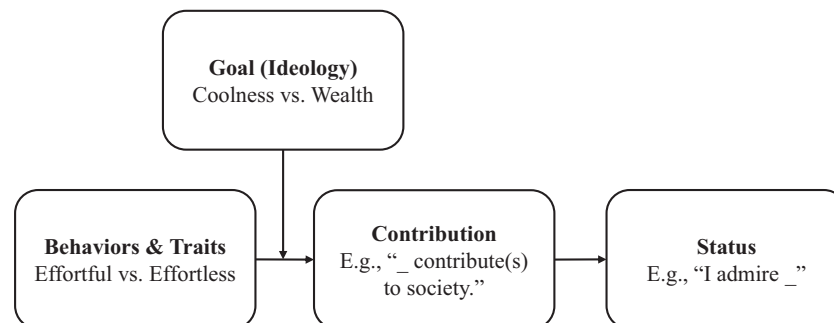 Goal (Ideology)
Coolness vs. Wealth
Behaviors & Traits
Effortful vs. Effortless
Contribution
E.g., “_ contribute(s)
to society.”
Status
E.g., “I admire _”